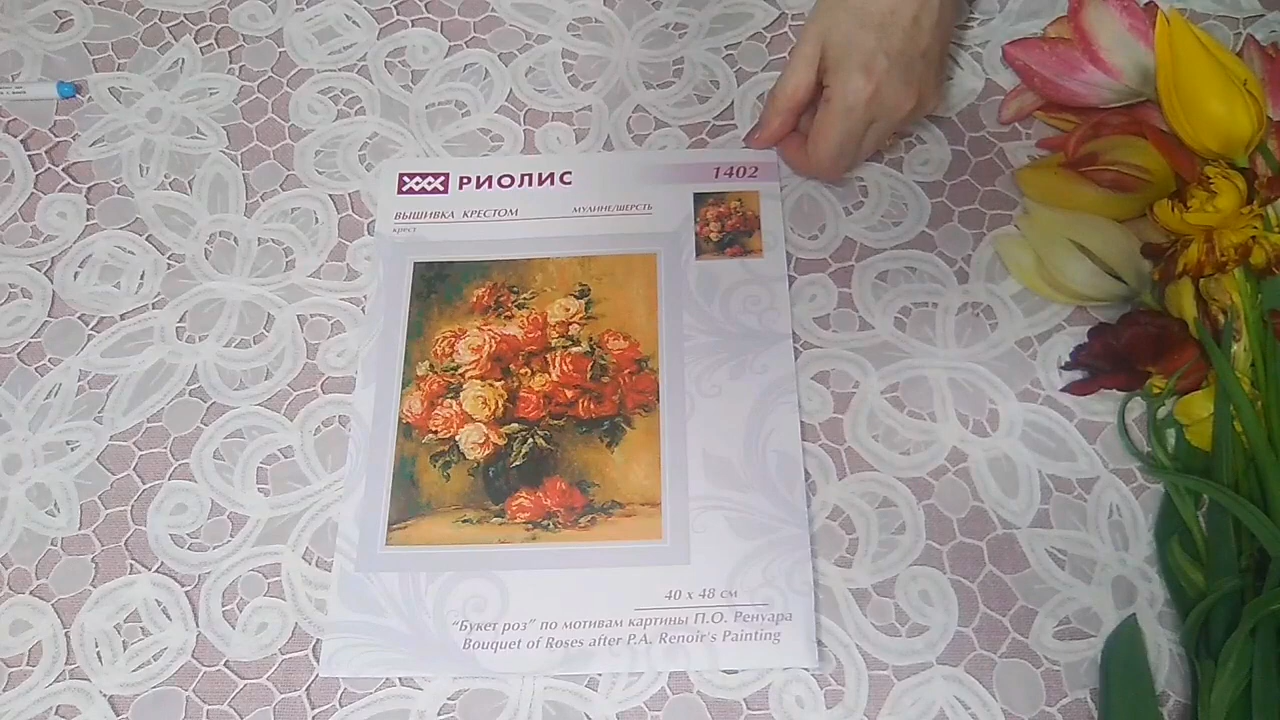 РИОЛИС
1402
ВЫШИВКА КРЕСТОМ
МУЛИНЕ/ШЕРСТЬ
крест
40 x 48 см
"Букет роз" по мотивам картины П.О. Ренуара
Bouquet of Roses after P.A. Renoir's Painting